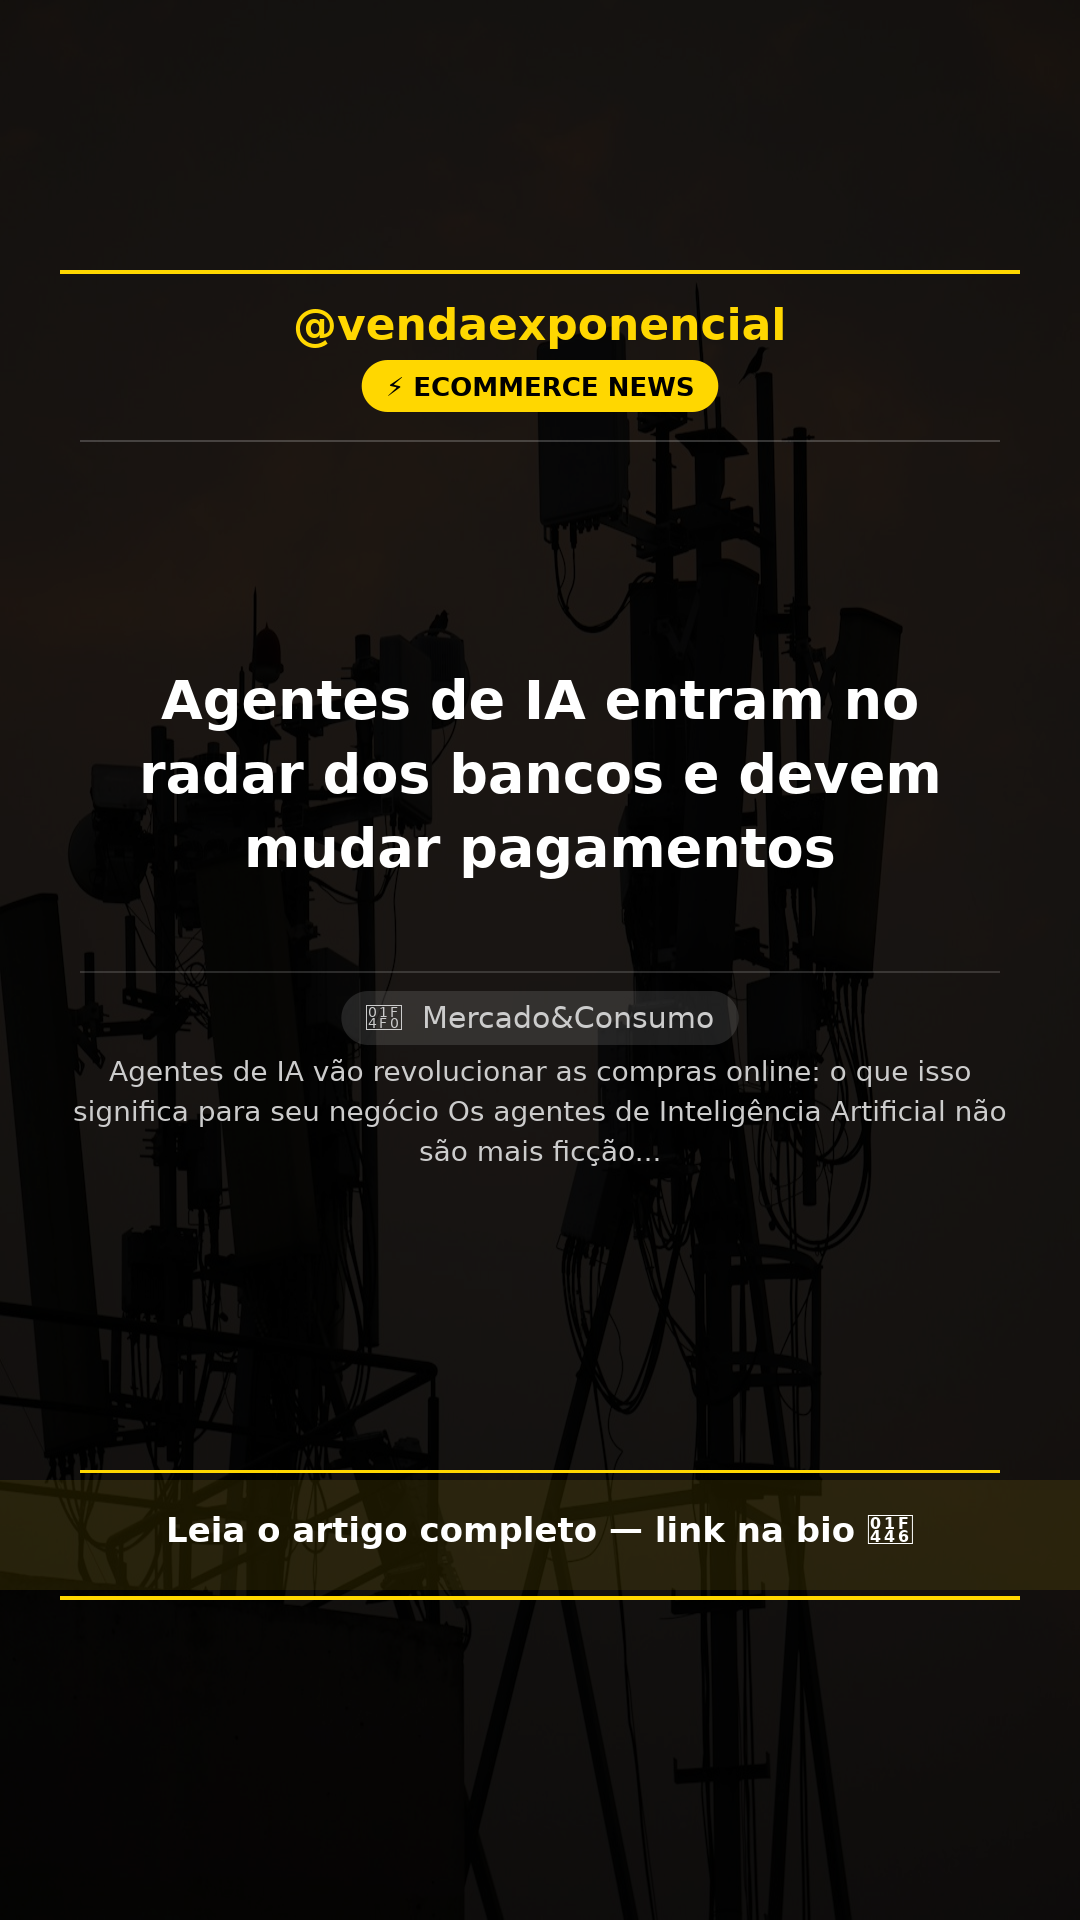 @vendaexponencial
⚡ ECOMMERCE NEWS
Agentes de IA entram no
radar dos bancos e devem
mudar pagamentos
Mercado&Consumo
Agentes de IA vão revolucionar as compras online: o que isso
significa para seu negócio Os agentes de Inteligência Artificial não
são mais ficção...
Leia o artigo completo — link na bio